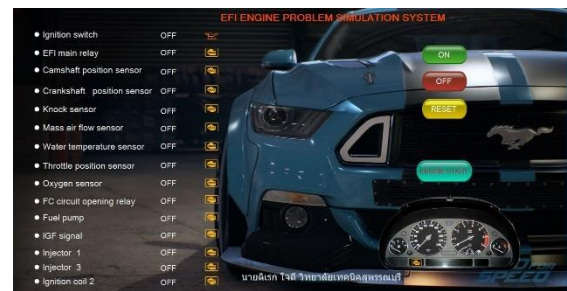 EFI ENGINE PROBLEM SIMULATION SYSTEM
Ignition switch OFF
EFI main relay OFF
Camshaft position sensor OFF
Crankshaft position sensor OFF
Knock sensor OFF
Mass air flow sensor OFF
Water temperature sensor OFF
Throttle position sensor OFF
Oxygen sensor OFF
FC circuit opening relay OFF
Fuel pump OFF
IGF signal OFF
Injector 1 OFF
Injector 3 OFF
Ignition coil 2 OFF
ON
OFF
RESET
นายดิเรก ใจดี วิทยาลัยเทคนิคสุพรรณบุรี
SPEED